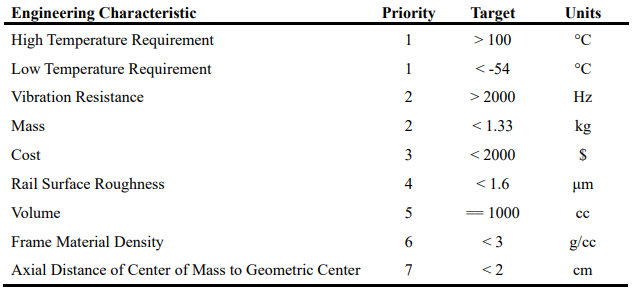 Engineering Characteristic Priority Target Units
High Temperature Requirement 1 > 100 °C
Low Temperature Requirement 1 < -54 °C
Vibration Resistance 2 > 2000 Hz
Mass 2 < 1.33 kg
Cost 3 < 2000 $
Rail Surface Roughness 4 < 1.6 μm
Volume 5 == 1000 cc
Frame Material Density 6 < 3 g/cc
Axial Distance of Center of Mass to Geometric Center 7 < 2 cm